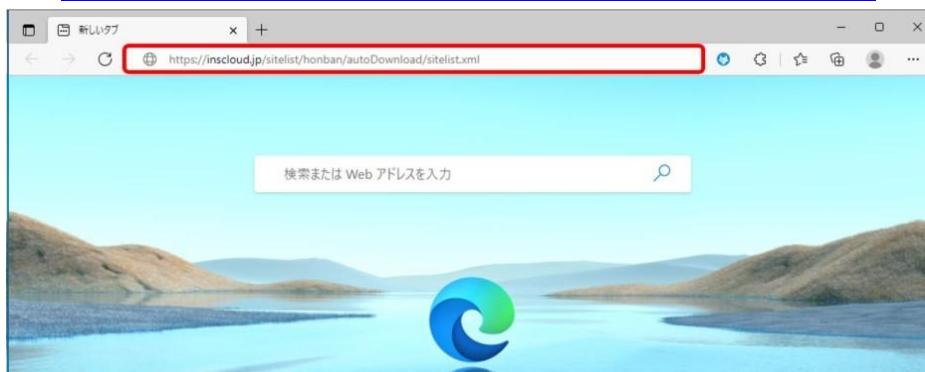 新しいタブ
https://inscloud.jp/sitelist/honban/autoDownload/sitelist.xml
検索または Web アドレスを入力